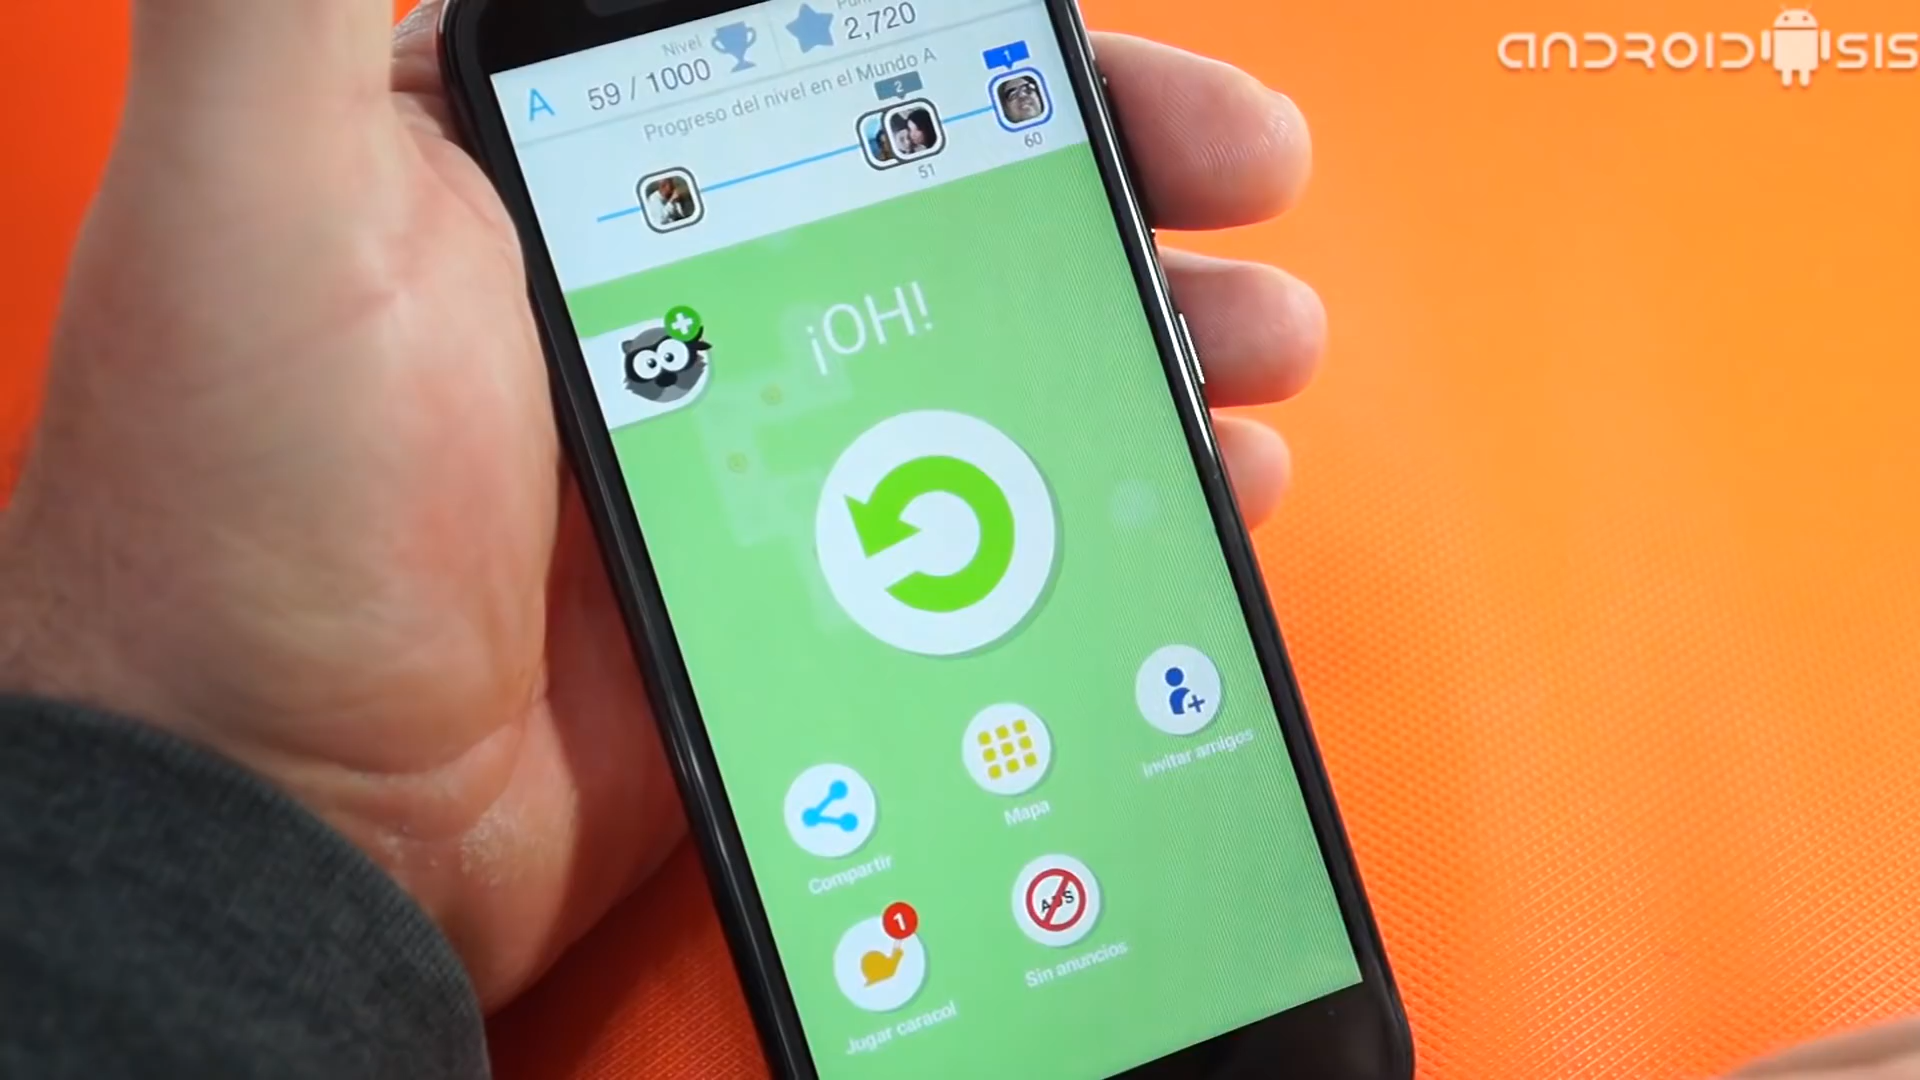 Nivel
59 / 1000
2,720
A
Progreso del nivel en el Mundo A
1
2
60
51
¡OH!
Invitar amigos
Mapa
Compartir
1
ADS
Sin anuncios
Jugar caracol
ANDROIDSIS